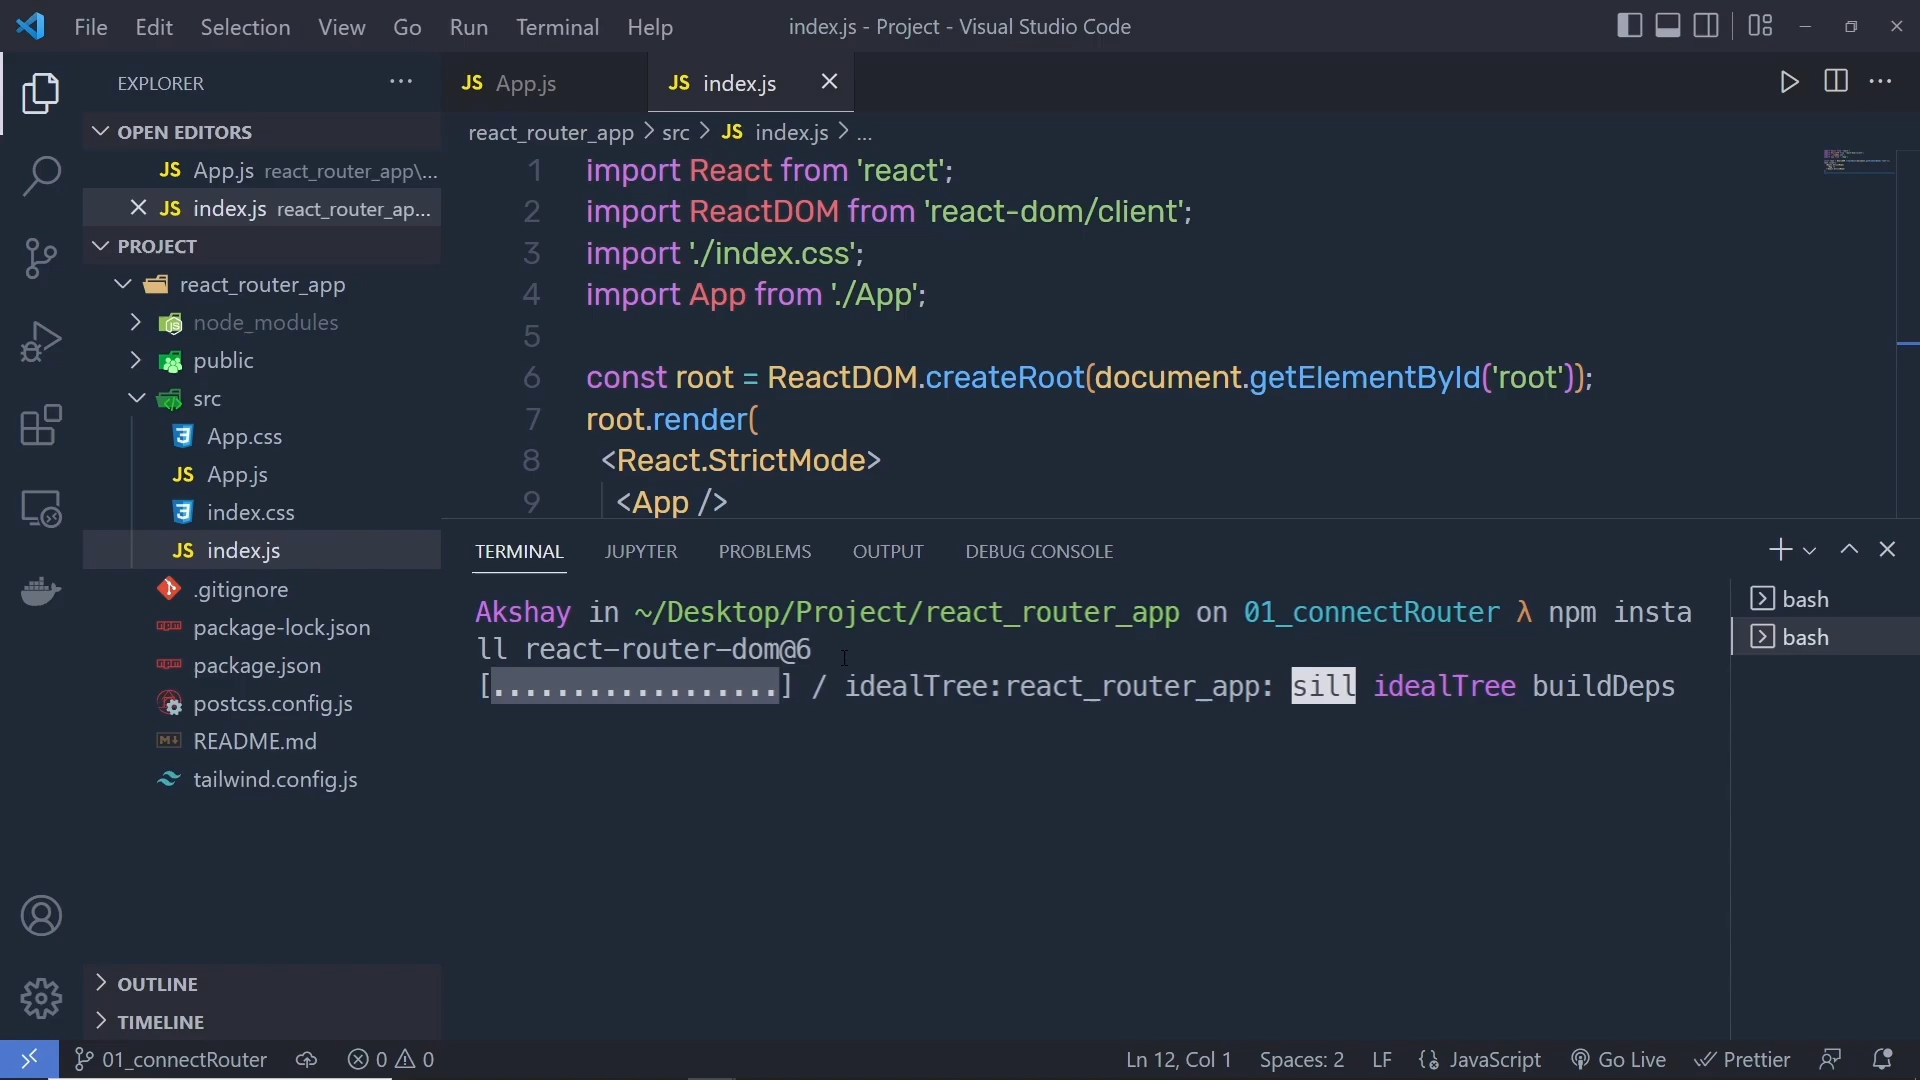 File Edit Selection View Go Run Terminal Help
index.js - Project - Visual Studio Code
EXPLORER
OPEN EDITORS
JS App.js react_router_app\...
JS index.js react_router_ap...
PROJECT
react_router_app
node_modules
public
src
App.css
JS App.js
index.css
JS index.js
.gitignore
package-lock.json
package.json
postcss.config.js
README.md
tailwind.config.js
OUTLINE
TIMELINE
JS App.js
JS index.js
react_router_app > src > JS index.js > ...
1 import React from 'react';
2 import ReactDOM from 'react-dom/client';
3 import './index.css';
4 import App from './App';
5
6 const root = ReactDOM.createRoot(document.getElementById('root'));
7 root.render(
8 <React.StrictMode>
9 <App />
TERMINAL JUPYTER PROBLEMS OUTPUT DEBUG CONSOLE
Akshay in ~/Desktop/Project/react_router_app on 01_connectRouter λ npm insta
ll react-router-dom@6
[..................] / idealTree:react_router_app: sill idealTree buildDeps
bash
bash
01_connectRouter 0 0
Ln 12, Col 1 Spaces: 2 LF {} JavaScript Go Live Prettier